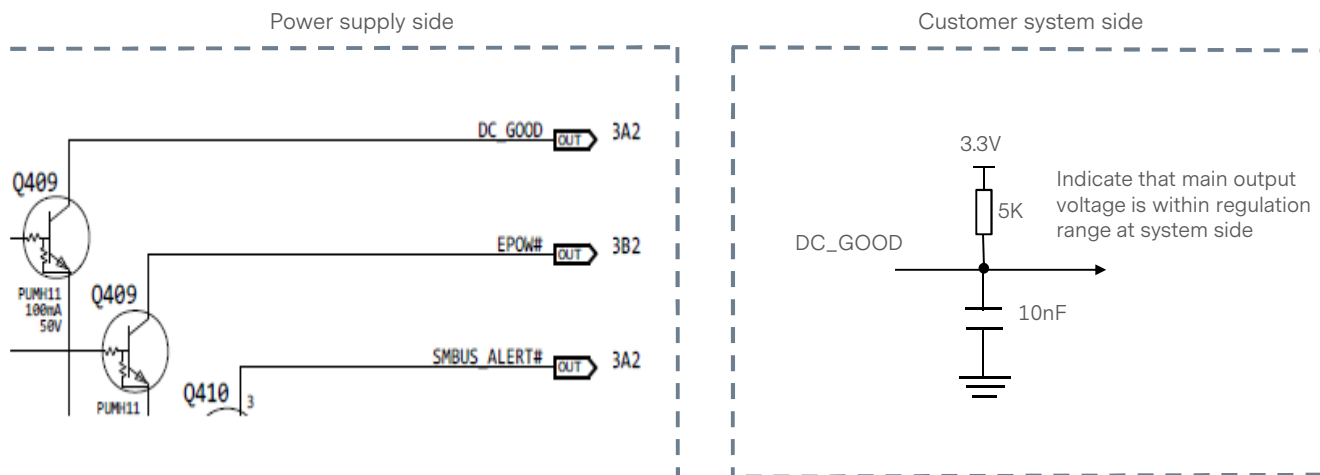 Power supply side
Customer system side
DC_GOOD
OUT
3A2
Q409
PUMH11
100mA
50V
Q409
EPOW#
OUT
3B2
PUMH11
SMBUS_ALERT#
OUT
3A2
Q410
3
3.3V
5K
Indicate that main output
voltage is within regulation
range at system side
DC_GOOD
10nF